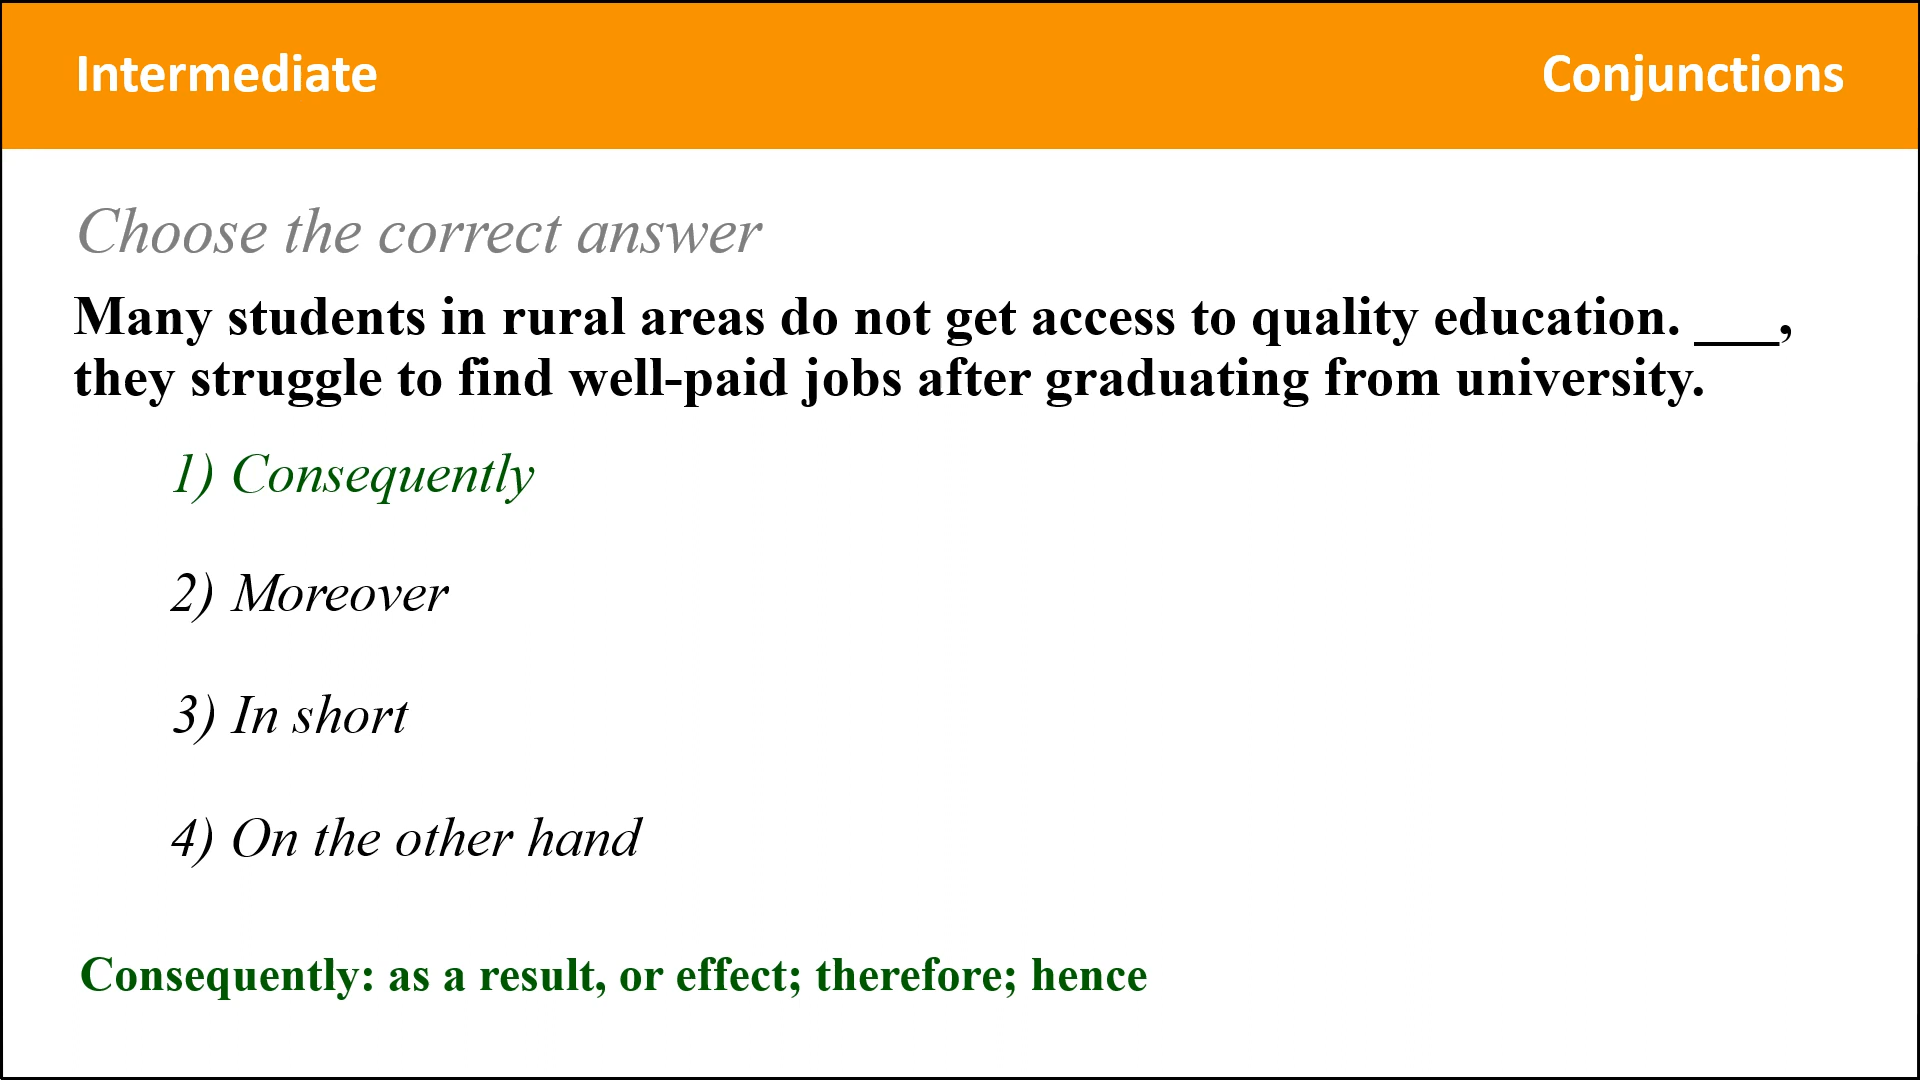 Intermediate
Conjunctions
Choose the correct answer
Many students in rural areas do not get access to quality education. ___,
they struggle to find well-paid jobs after graduating from university.
1) Consequently
2) Moreover
3) In short
4) On the other hand
Consequently: as a result, or effect; therefore; hence